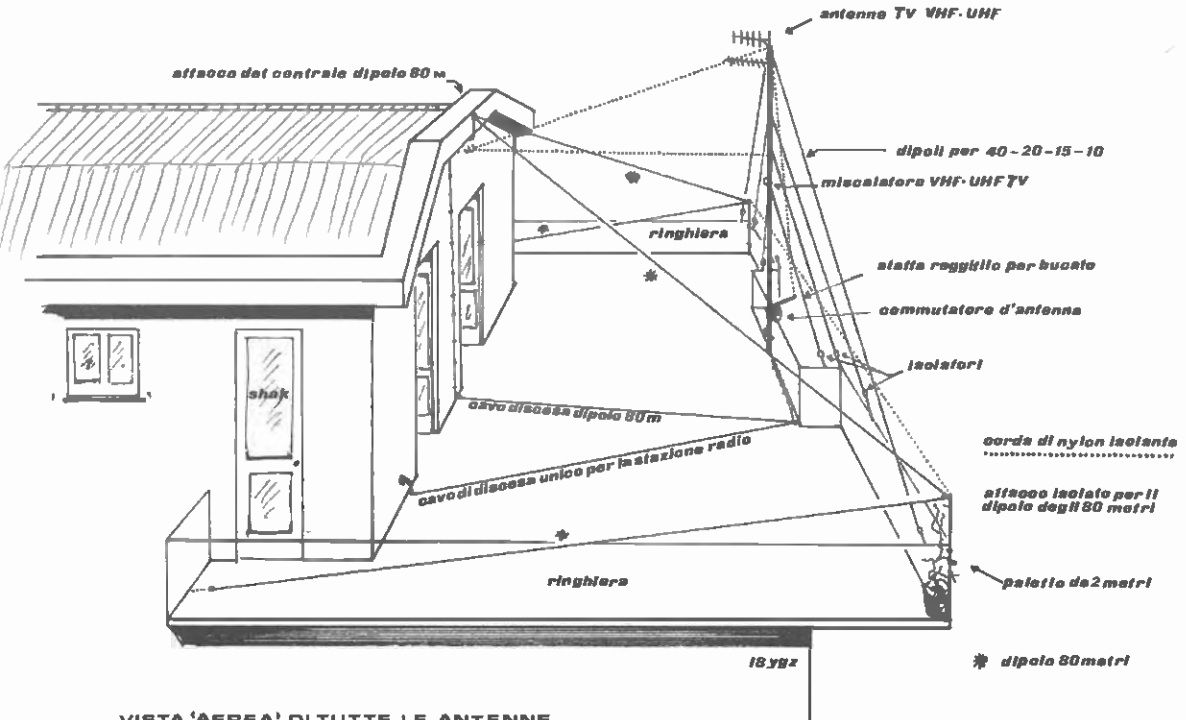 antenne TV VHF-UHF
attacco del centrale dipolo 80 m
dipoli per 40-20-15-10
miscelatore VHF-UHF TV
ringhiera
staffa reggifilo per bucato
commutatore d'antenna
isolatori
shak
cavo discesa dipolo 80m
cavo di discesa unico per la stazione radio
corda di nylon isolante
attacco isolato per il
dipolo degli 80 metri
ringhiera
paletto da 2 metri
I8ygz
* dipolo 80 metri
VISTA 'AEREA' DI TUTTE LE ANTENNE